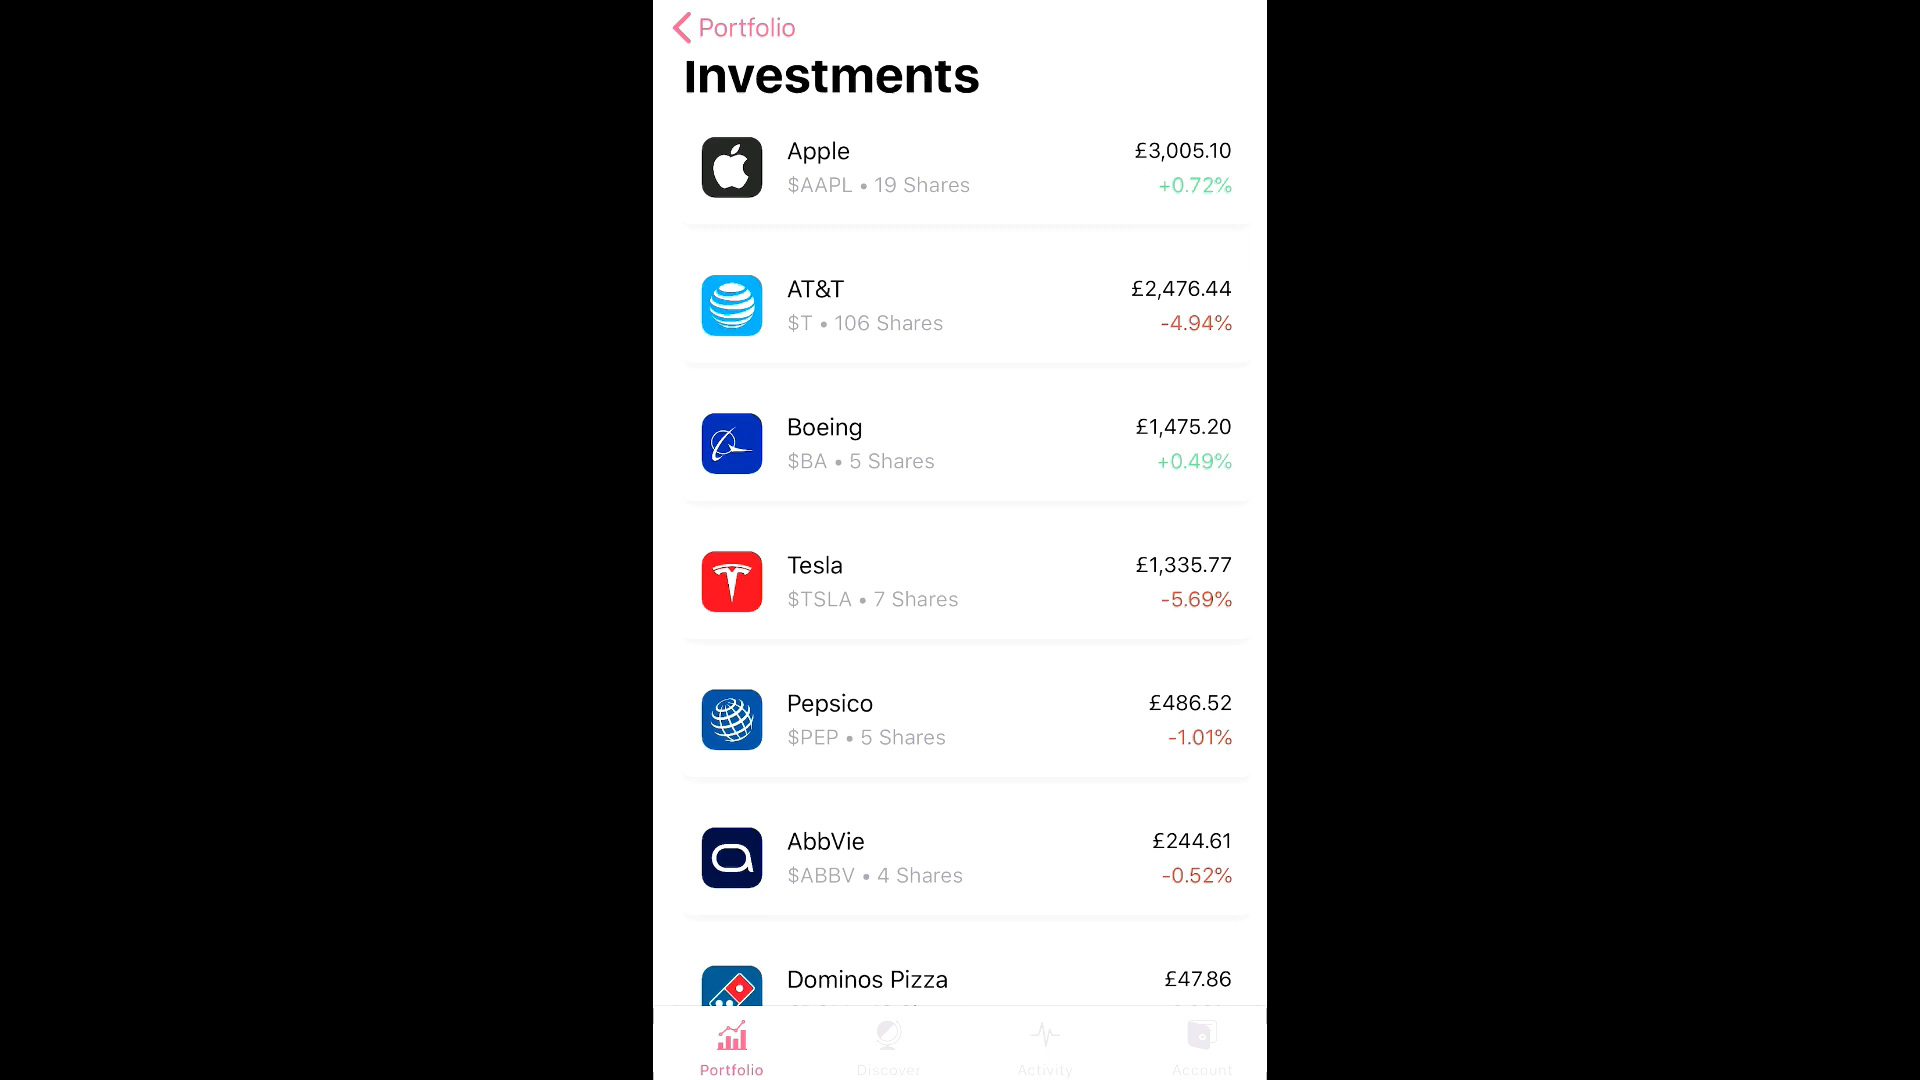 Portfolio
Investments
Apple
£3,005.10
$AAPL • 19 Shares
+0.72%
AT&T
£2,476.44
$T • 106 Shares
-4.94%
Boeing
£1,475.20
$BA • 5 Shares
+0.49%
Tesla
£1,335.77
$TSLA • 7 Shares
-5.69%
Pepsico
£486.52
$PEP • 5 Shares
-1.01%
AbbVie
£244.61
$ABBV • 4 Shares
-0.52%
Dominos Pizza
£47.86
Portfolio
Discover
Activity
Account